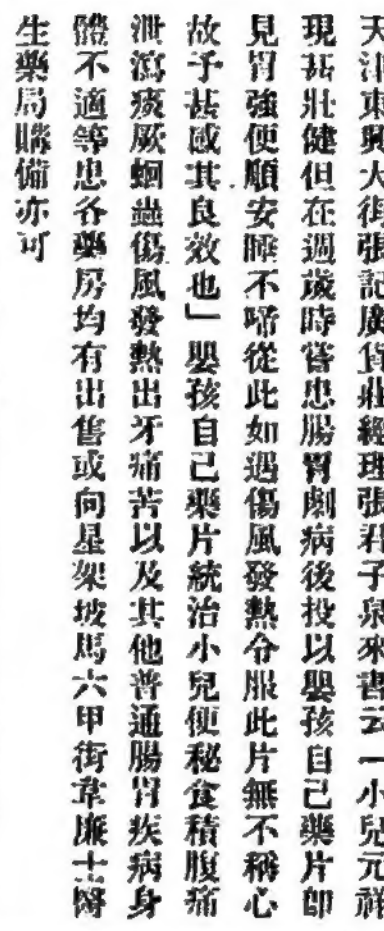 天津東興大街張記廣貨莊經理張君子泉來書云一小兒元祥
現甚壯健但在週歲時嘗患腸胃劇病後投以嬰孩自己藥片即
見胃強便順安睡不啼從此如遇傷風發熱令服此片無不稱心
故予甚感其良效也」嬰孩自己藥片統治小兒便秘食積腹痛
泄瀉痰厥蛔蟲傷風發熱出牙痛苦以及其他普通腸胃疾病身
體不適等患各藥房均有出售或向星架坡馬六甲街韋廉士醫
生藥局購備亦可